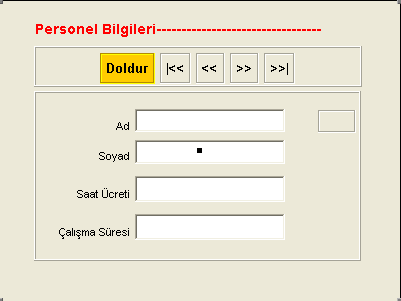 Personel Bilgileri---------------------------------
Doldur |<< << >> >>|
Ad
Soyad
Saat Ücreti
Çalışma Süresi